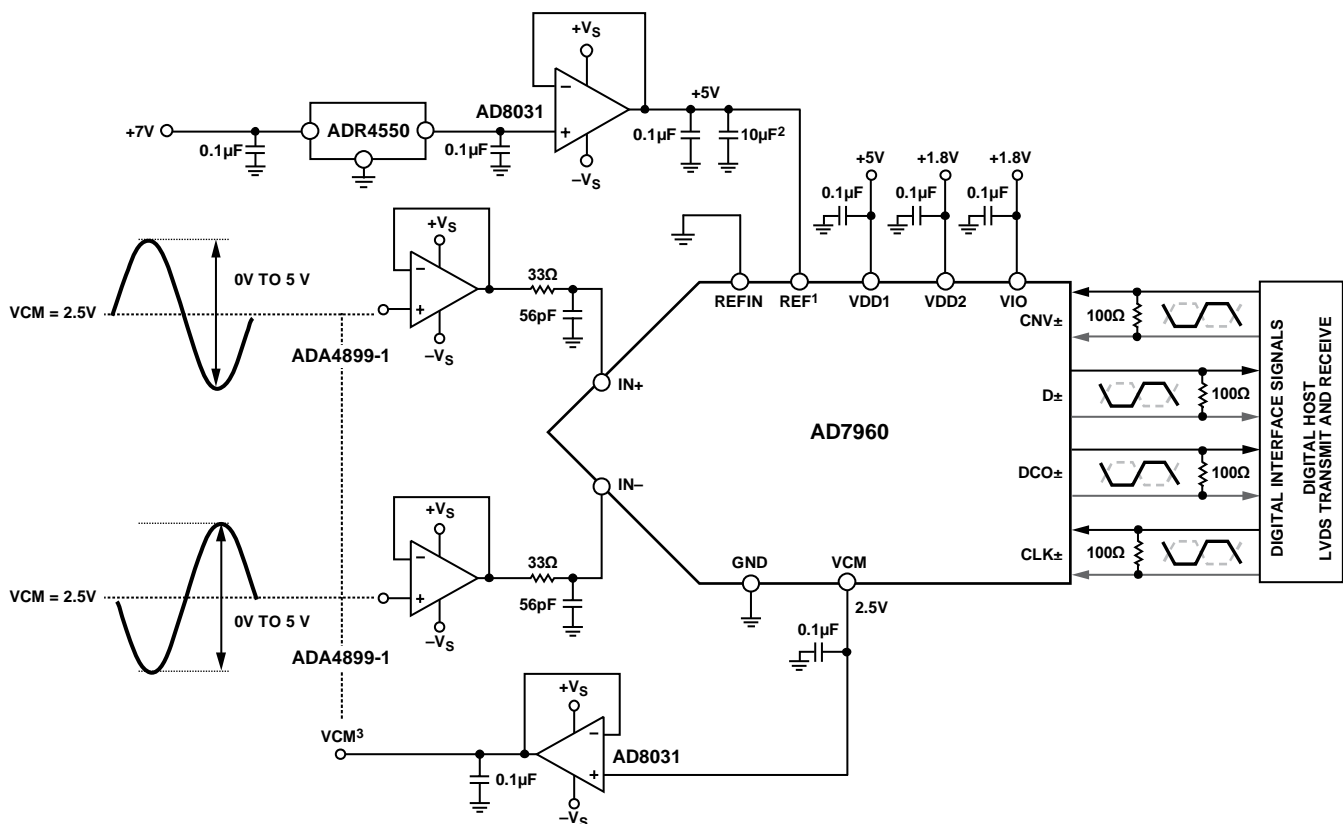 +VS
AD8031
+5V
+7V
ADR4550
−
+
0.1µF
0.1µF
−VS
0.1µF
10µF2
+5V
+1.8V
+1.8V
0.1µF
0.1µF
0.1µF
+VS
−
+
−VS
33Ω
56pF
0V TO 5 V
VCM = 2.5V
ADA4899-1
REFIN
REF1
VDD1
VDD2
VIO
IN+
CNV±
100Ω
D±
100Ω
AD7960
DCO±
100Ω
CLK±
100Ω
DIGITAL INTERFACE SIGNALS
DIGITAL HOST
LVDS TRANSMIT AND RECEIVE
IN−
+VS
−
+
−VS
33Ω
56pF
VCM = 2.5V
0V TO 5 V
ADA4899-1
GND
VCM
2.5V
0.1µF
+VS
VCM3
−
+
AD8031
0.1µF
−VS